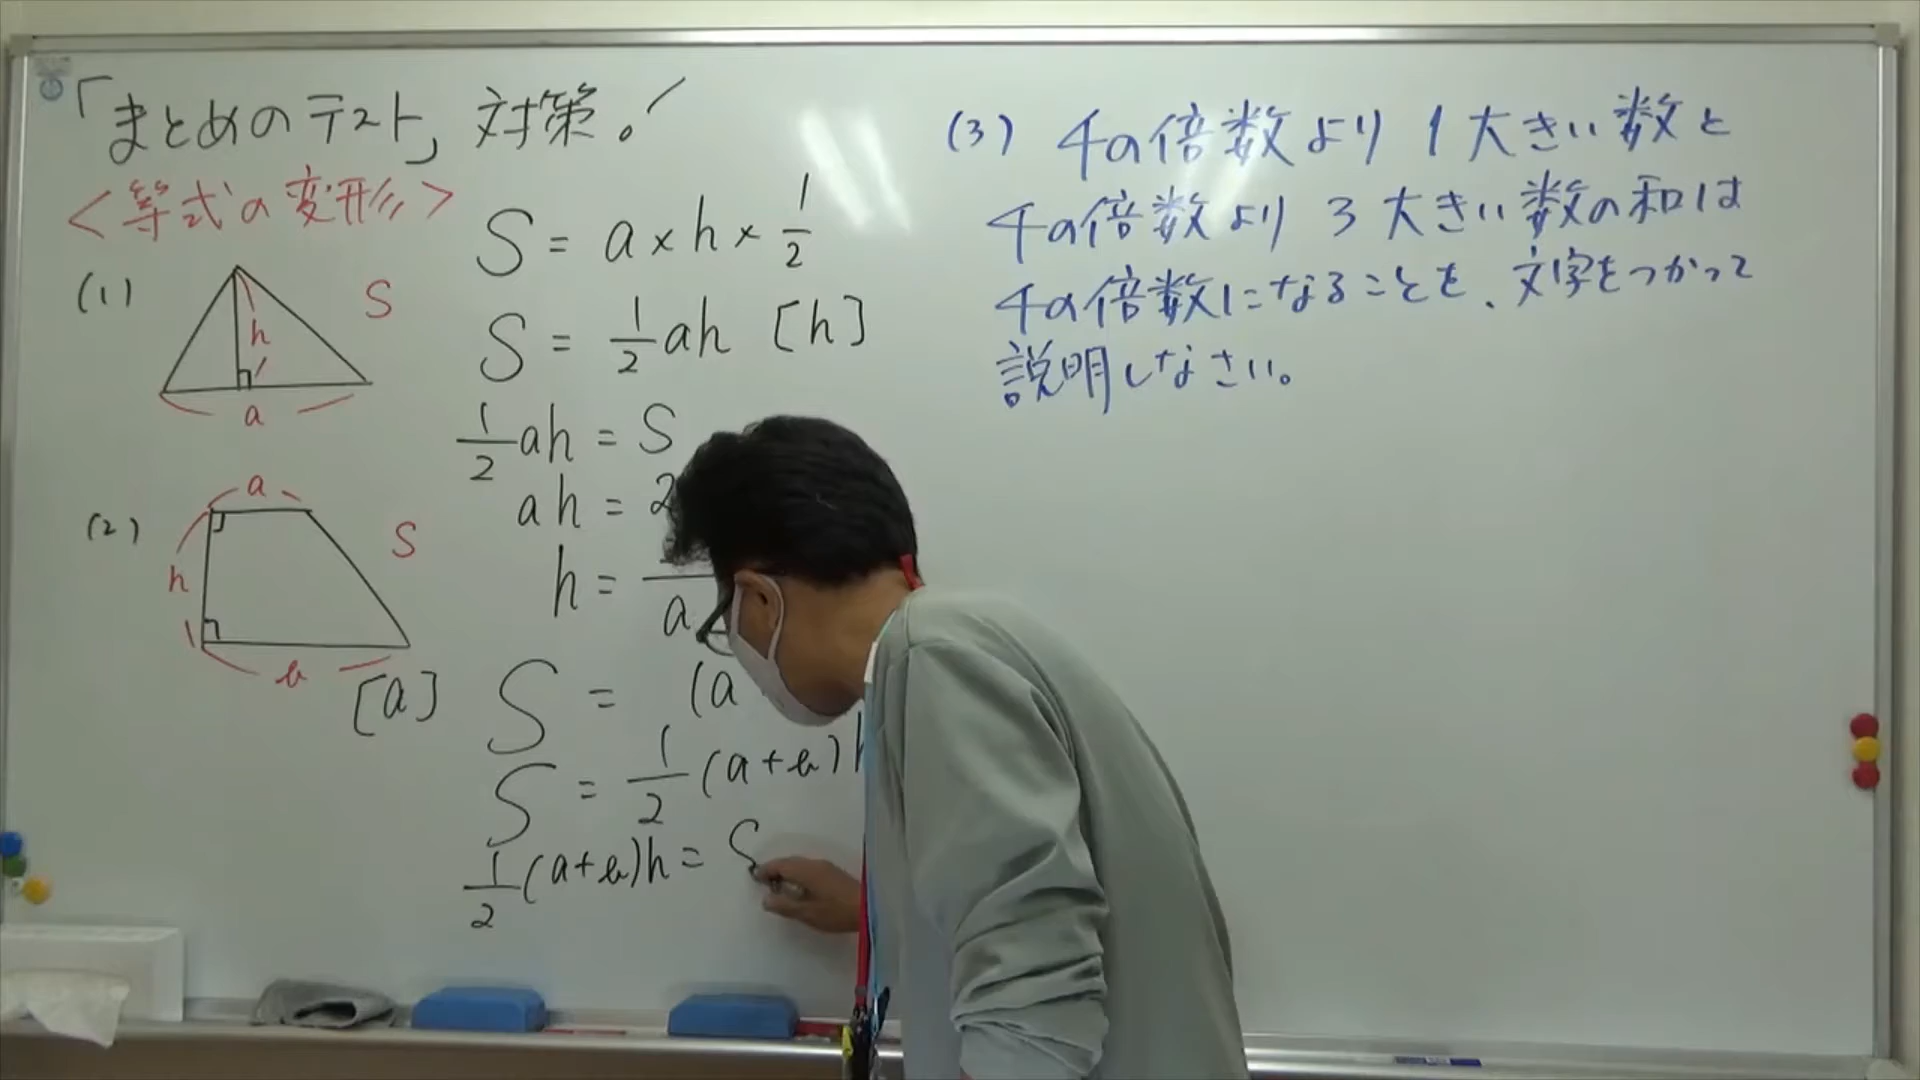 「まとめのテスト」対策!
<等式の変形>
(1)
h
S
a
S = a × h × 1/2
S = 1/2 ah [h]
1/2 ah = S
ah = 2
h = a
(2)
a
S
h
b
[a]
S = (a
S = 1/2 (a+b)h
1/2 (a+b)h = S
(3) 4の倍数より1大きい数と
4の倍数より3大きい数の和は
4の倍数になることを、文字をつかって
説明しなさい。